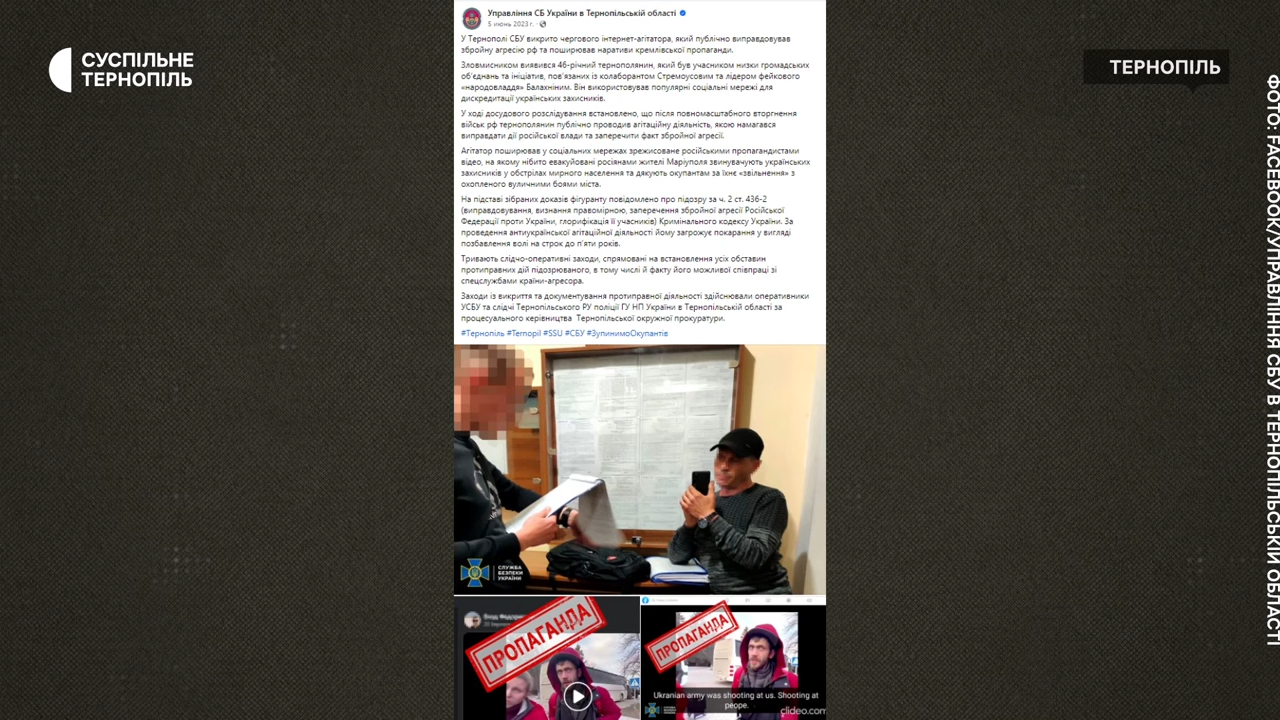 СУСПІЛЬНЕ
ТЕРНОПІЛЬ
ТЕРНОПІЛЬ
ФОТО: FACEBOOK/УПРАВЛІННЯ СБУ В ТЕРНОПІЛЬСЬКІЙ ОБЛАСТІ
Управління СБ України в Тернопільській області
5 июнь 2023 г. ·
У Тернополі СБУ викрито чергового інтернет-агітатора, який публічно виправдовував
збройну агресію рф та поширював наративи кремлівської пропаганди.
Зловмисником виявився 46-річний тернополянин, який був учасником низки громадських
об'єднань та ініціатив, пов'язаних із колаборантом Стремоусовим та лідером фейкового
«народовладдя» Балахніним. Він використовував популярні соціальні мережі для
дискредитації українських захисників.
У ході досудового розслідування встановлено, що після повномасштабного вторгнення
військ рф тернополянин публічно проводив агітаційну діяльність, якою намагався
виправдати дії російської влади та заперечити факт збройної агресії.
Агітатор поширював у соціальних мережах зрежисоване російськими пропагандистами
відео, на якому нібито евакуйовані росіянами жителі Маріуполя звинувачують українських
захисників у обстрілах мирного населення та дякують окупантам за їхнє «звільнення» з
охопленого вуличними боями міста.
На підставі зібраних доказів фігуранту повідомлено про підозру за ч. 2 ст. 436-2
(виправдовування, визнання правомірною, заперечення збройної агресії Російської
Федерації проти України, глорифікація її учасників) Кримінального кодексу України. За
проведення антиукраїнської агітаційної діяльності йому загрожує покарання у вигляді
позбавлення волі на строк до п'яти років.
Тривають слідчо-оперативні заходи, спрямовані на встановлення усіх обставин
протиправних дій підозрюваного, в тому числі й факту його можливої співпраці зі
спецслужбами країни-агресора.
Заходи із викриття та документування протиправної діяльності здійснювали оперативники
УСБУ та слідчі Тернопільського РУ поліції ГУ НП України в Тернопільській області за
процесуального керівництва Тернопільської окружної прокуратури.
#Тернопіль #Ternopil #SSU #СБУ #ЗупинимоОкупантів
СЛУЖБА
БЕЗПЕКИ
УКРАЇНИ
ПРОПАГАНДА
ПРОПАГАНДА
Ukranian army was shooting at us. Shooting at
peope.
clideo.com